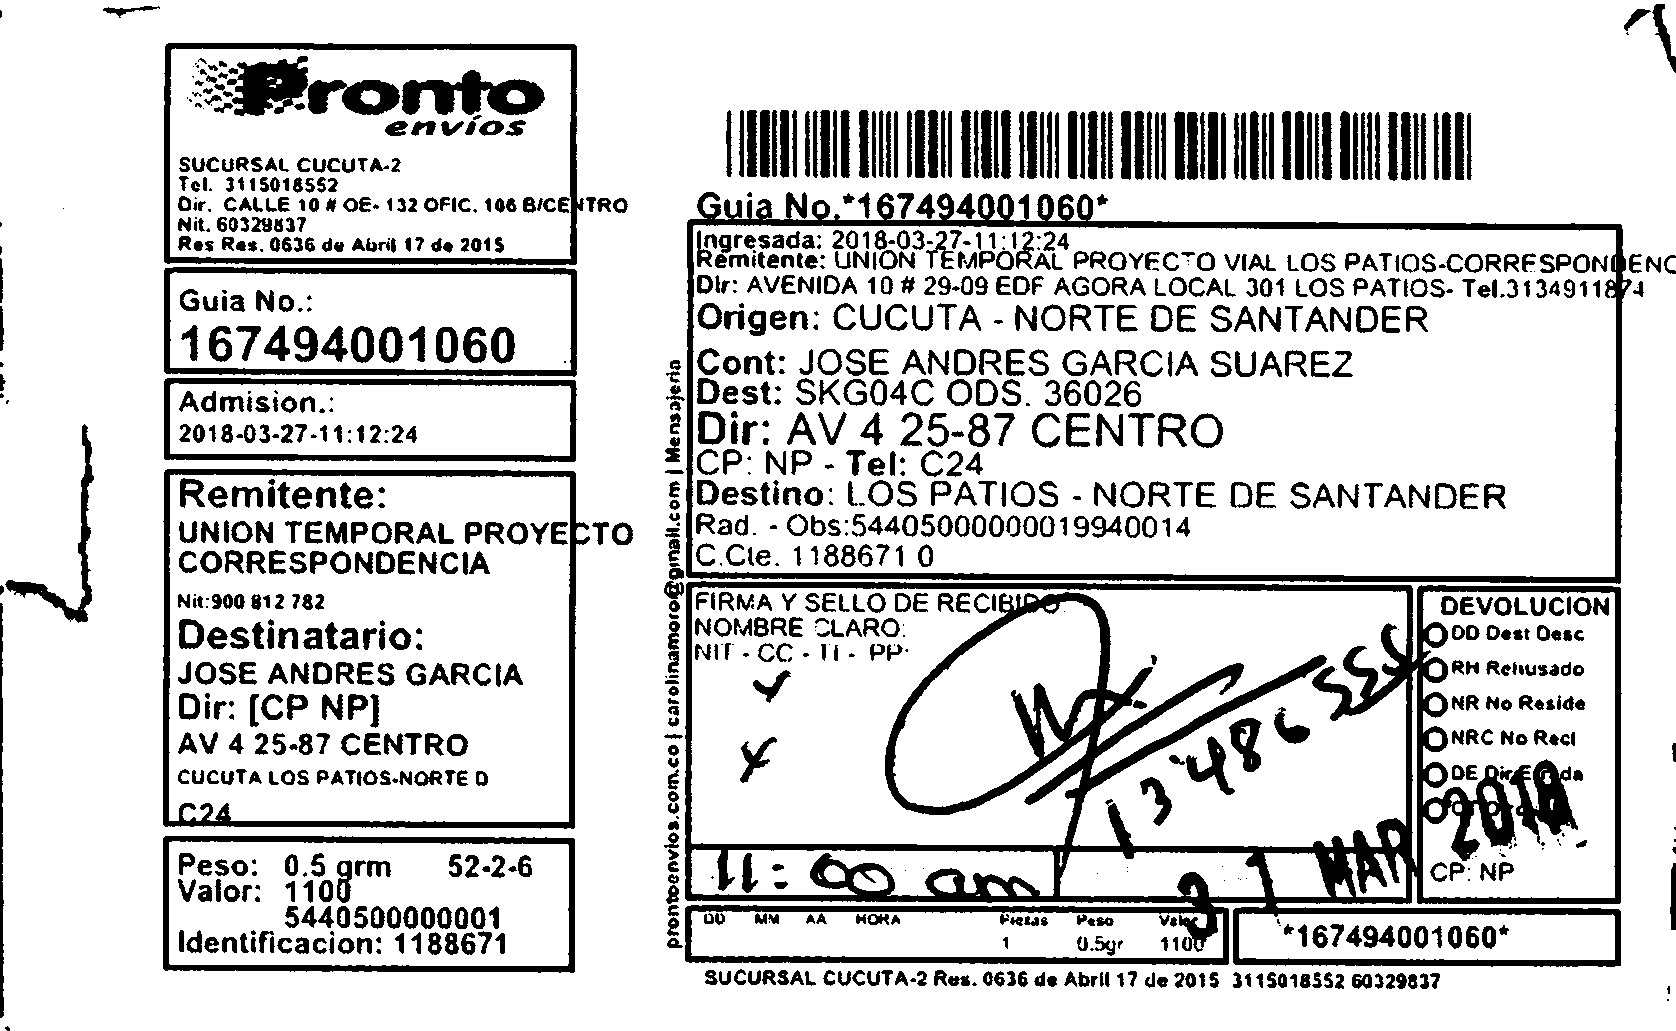 Pronto
envíos
SUCURSAL CUCUTA-2
Tel. 3115018552
Dir. CALLE 10 # OE- 132 OFIC. 106 B/CENTRO
Nit. 60329837
Res Res. 0636 de Abril 17 de 2015
Guia No.:
167494001060
Admision.:
2018-03-27-11:12:24
Remitente:
UNION TEMPORAL PROYECTO
CORRESPONDENCIA
Nit:900 812 782
Destinatario:
JOSE ANDRES GARCIA
Dir: [CP NP]
AV 4 25-87 CENTRO
CUCUTA LOS PATIOS-NORTE D
C24
Peso: 0.5 grm 52-2-6
Valor: 1100
5440500000001
Identificacion: 1188671
prontoenvios.com.co | carolinamoro@gmail.com | Mensajeria
Guia No.*167494001060*
Ingresada: 2018-03-27-11:12:24
Remitente: UNION TEMPORAL PROYECTO VIAL LOS PATIOS-CORRESPONDENC
Dir: AVENIDA 10 # 29-09 EDF AGORA LOCAL 301 LOS PATIOS- Tel.3134911874
Origen: CUCUTA - NORTE DE SANTANDER
Cont: JOSE ANDRES GARCIA SUAREZ
Dest: SKG04C ODS. 36026
Dir: AV 4 25-87 CENTRO
CP: NP - Tel: C24
Destino: LOS PATIOS - NORTE DE SANTANDER
Rad. - Obs:54405000000019940014
C.Cte. 1188671 0
FIRMA Y SELLO DE RECIBIDO:
NOMBRE CLARO:
NIT - CC - TI - PP:
13486555
11:00 am
31 MAR 2018
DEVOLUCION
DD Dest Desc
RH Rehusado
NR No Reside
NRC No Recl
DE Dir Errada
CP: NP
DD MM AA HORA Piezas Peso Valor
1 0.5gr 1100
*167494001060*
SUCURSAL CUCUTA-2 Res. 0636 de Abril 17 de 2015 3115018552 60329837